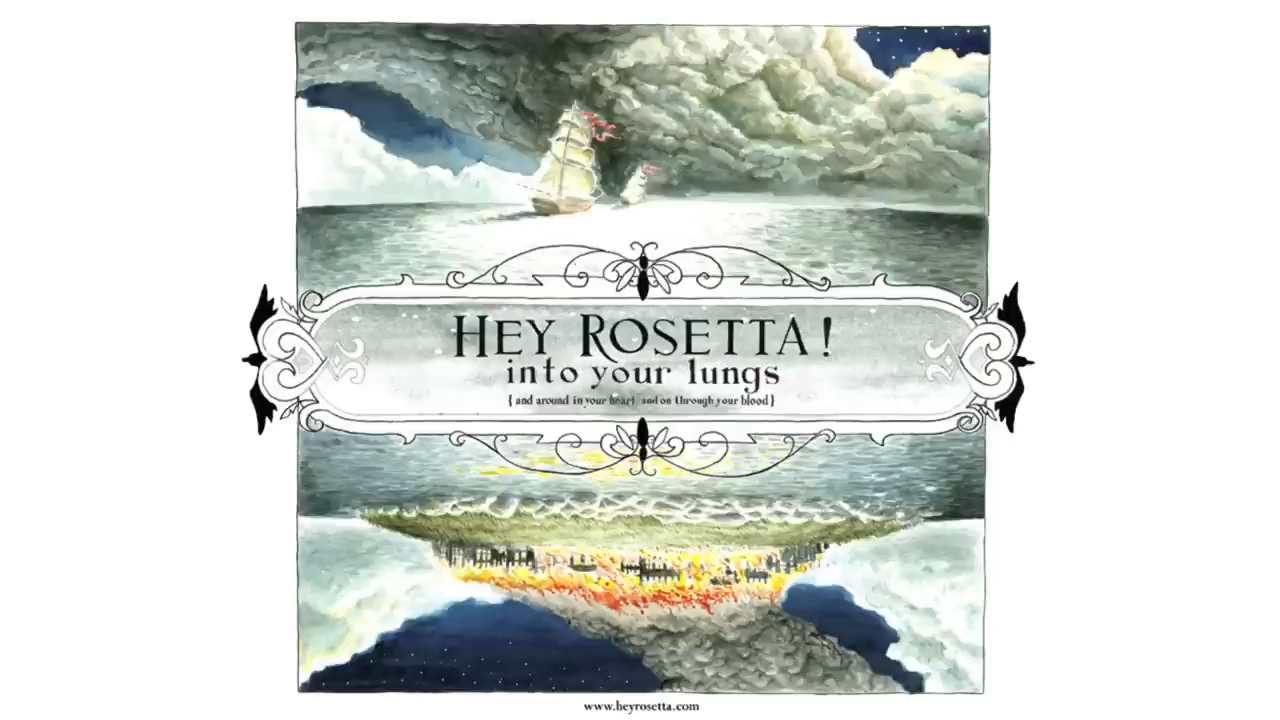 HEY ROSETTA!
into your lungs
{ and around in your heart and on through your blood }
www.heyrosetta.com